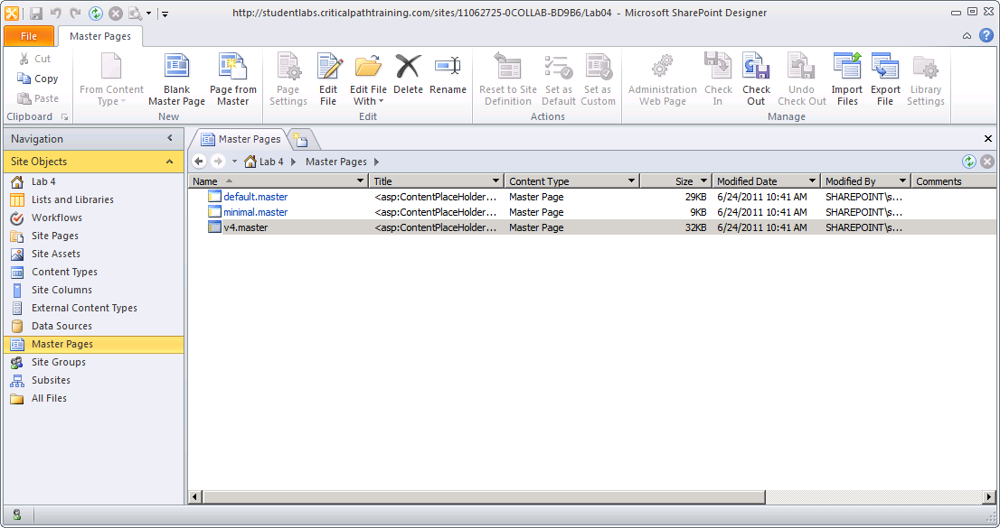 http://studentlabs.criticalpathtraining.com/sites/11062725-0COLLAB-BD9B6/Lab04 - Microsoft SharePoint Designer
File
Master Pages
Cut
Copy
Paste
Clipboard
From Content Type
Blank Master Page
Page from Master
New
Page Settings
Edit File
Edit File With
Delete
Rename
Edit
Reset to Site Definition
Set as Default
Set as Custom
Actions
Administration Web Page
Check In
Check Out
Undo Check Out
Import Files
Export File
Library Settings
Manage
Navigation
Site Objects
Lab 4
Lists and Libraries
Workflows
Site Pages
Site Assets
Content Types
Site Columns
External Content Types
Data Sources
Master Pages
Site Groups
Subsites
All Files
Master Pages
Lab 4 Master Pages
Name Title Content Type Size Modified Date Modified By Comments
default.master <asp:ContentPlaceHolder... Master Page 29KB 6/24/2011 10:41 AM SHAREPOINT\s...
minimal.master <asp:ContentPlaceHolder... Master Page 9KB 6/24/2011 10:41 AM SHAREPOINT\s...
v4.master <asp:ContentPlaceHolder... Master Page 32KB 6/24/2011 10:41 AM SHAREPOINT\s...